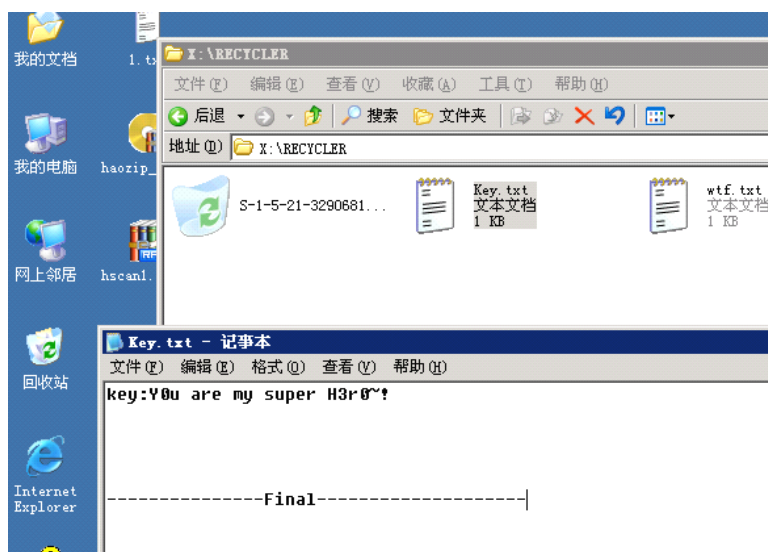 我的文档
1.tx
X:\RECYCLER
文件(F) 编辑(E) 查看(V) 收藏(A) 工具(T) 帮助(H)
后退 搜索 文件夹
地址(D) X:\RECYCLER
我的电脑
haozip_
S-1-5-21-3290681...
Key.txt
文本文档
1 KB
wtf.txt
文本文档
1 KB
网上邻居
hscan1.
Key.txt - 记事本
文件(F) 编辑(E) 格式(O) 查看(V) 帮助(H)
key:Y0u are my super H3r0~!
---------------Final--------------------
回收站
Internet
Explorer